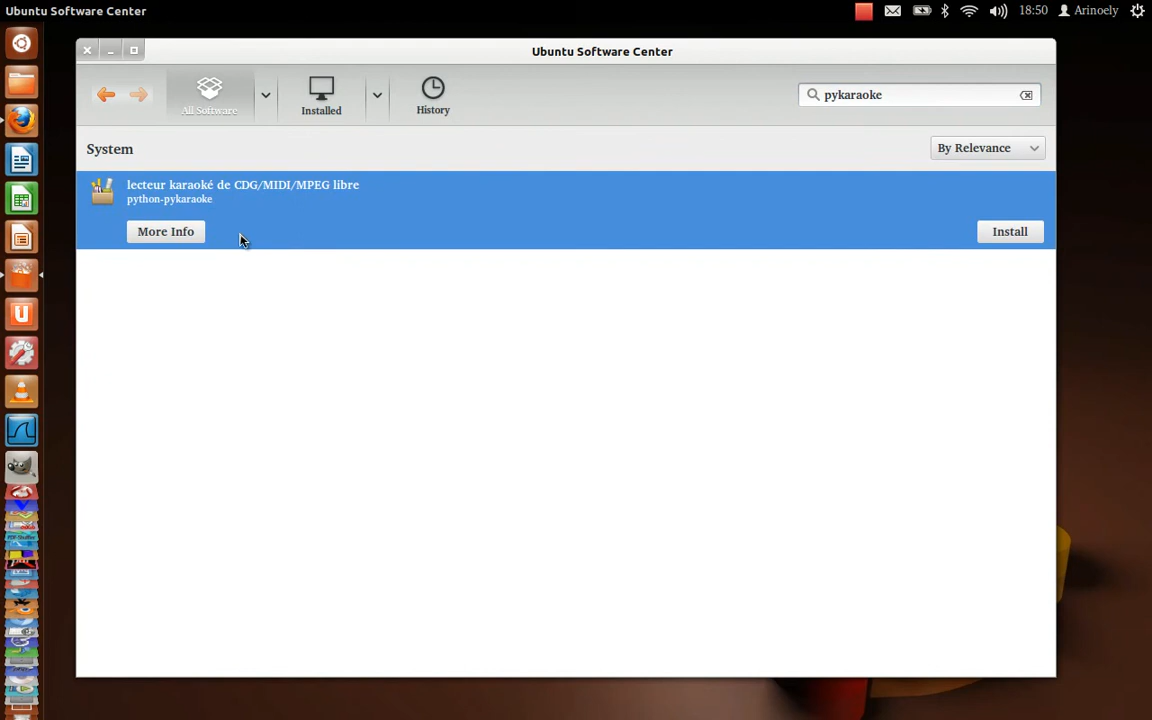 Ubuntu Software Center
18:50 Arinoely
Ubuntu Software Center
All Software
Installed
History
pykaraoke
System
By Relevance
lecteur karaoké de CDG/MIDI/MPEG libre
python-pykaraoke
More Info
Install